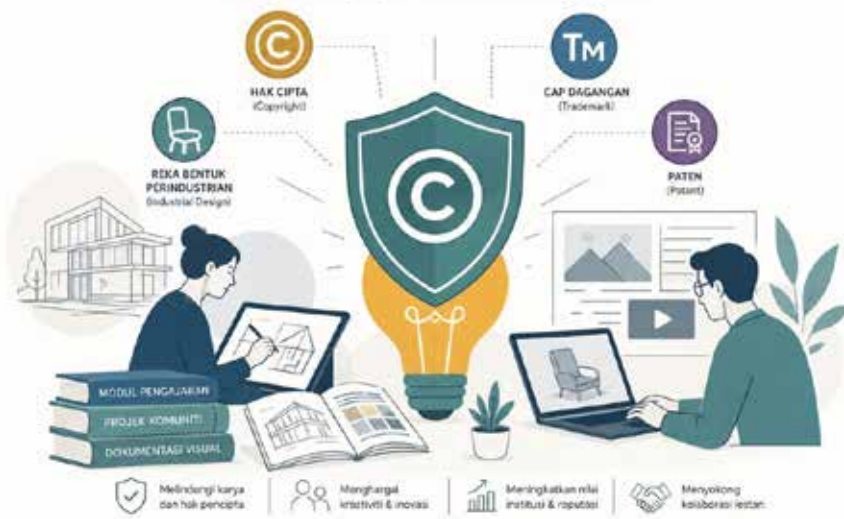 ©
HAK CIPTA
(Copyright)
TM
CAP DAGANGAN
(Trademark)
REKA BENTUK
PERINDUSTRIAN
(Industrial Design)
PATEN
(Patent)
©
MODUL PENGAJARAN
PROJEK KOMUNITI
DOKUMENTASI VISUAL
Melindungi karya
dan hak pencipta
Menghargai
kreativiti & inovasi
Meningkatkan nilai
institusi & reputasi
Menyokong
kolaborasi lestari